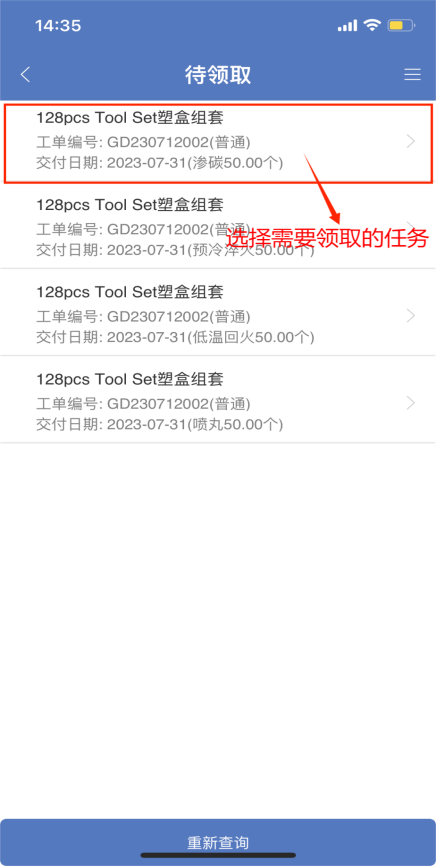 14:35
待领取
128pcs Tool Set塑盒组套
工单编号: GD230712002(普通)
交付日期: 2023-07-31(渗碳50.00个)
128pcs Tool Set塑盒组套
工单编号: GD230712002(普通)
选择需要领取的任务
交付日期: 2023-07-31(预冷淬火50.00个)
128pcs Tool Set塑盒组套
工单编号: GD230712002(普通)
交付日期: 2023-07-31(低温回火50.00个)
128pcs Tool Set塑盒组套
工单编号: GD230712002(普通)
交付日期: 2023-07-31(喷丸50.00个)
重新查询